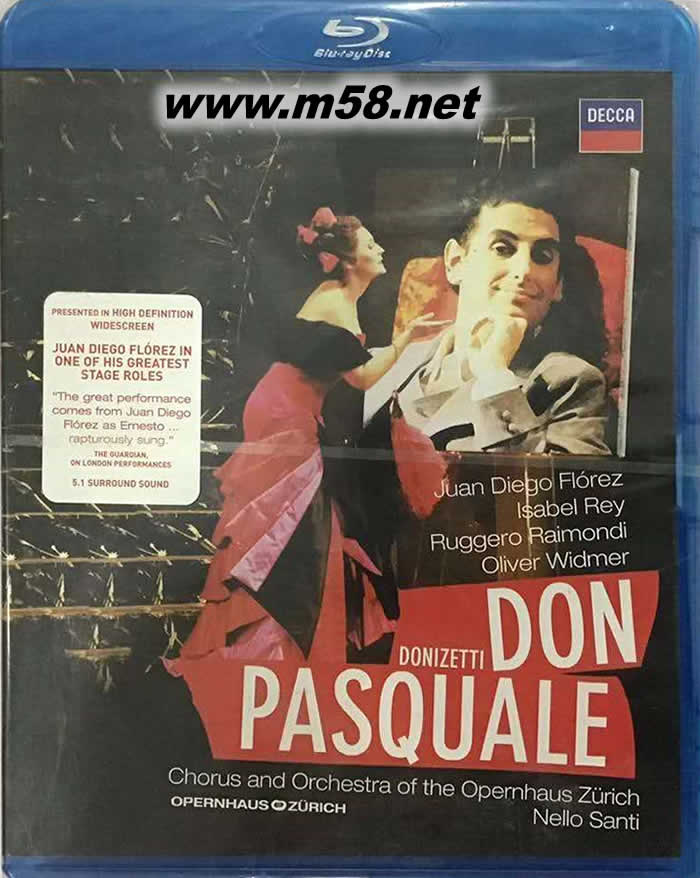 Blu-ray Disc
www.m58.net
DECCA
PRESENTED IN HIGH DEFINITION
WIDESCREEN
JUAN DIEGO FLÓREZ IN
ONE OF HIS GREATEST
STAGE ROLES
"The great performance
comes from Juan Diego
Flórez as Ernesto ...
rapturously sung."
THE GUARDIAN,
ON LONDON PERFORMANCES
5.1 SURROUND SOUND
Juan Diego Flórez
Isabel Rey
Ruggero Raimondi
Oliver Widmer
DONIZETTI DON
PASQUALE
Chorus and Orchestra of the Opernhaus Zürich
OPERNHAUS ZÜRICH
Nello Santi